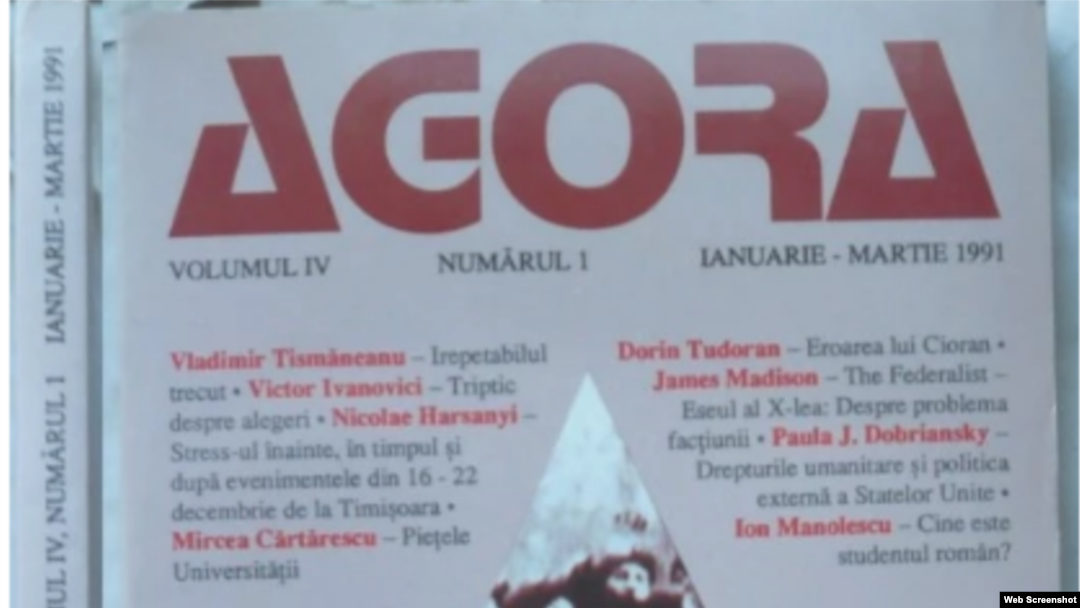 AGORA
VOLUMUL IV NUMĂRUL 1 IANUARIE - MARTIE 1991
Vladimir Tismăneanu – Irepetabilul
trecut • Victor Ivanovici – Triptic
despre alegeri • Nicolae Harsanyi –
Stress-ul înainte, în timpul și
după evenimentele din 16 - 22
decembrie de la Timișoara •
Mircea Cărtărescu – Piețele
Universității
Dorin Tudoran – Eroarea lui Cioran •
James Madison – The Federalist –
Eseul al X-lea: Despre problema
facțiunii • Paula J. Dobriansky –
Drepturile umanitare și politica
externă a Statelor Unite •
Ion Manolescu – Cine este
studentul român?
IV, NUMĂRUL 1 IANUARIE - MARTIE 1991
Web Screenshot